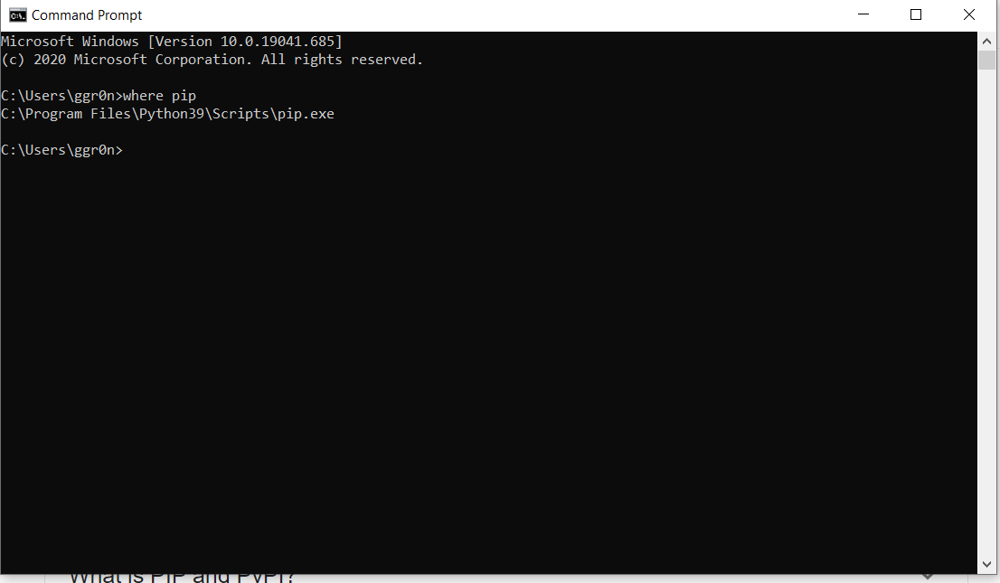 Command Prompt
Microsoft Windows [Version 10.0.19041.685]
(c) 2020 Microsoft Corporation. All rights reserved.
C:\Users\ggr0n>where pip
C:\Program Files\Python39\Scripts\pip.exe
C:\Users\ggr0n>
What is PIP and PyPI?